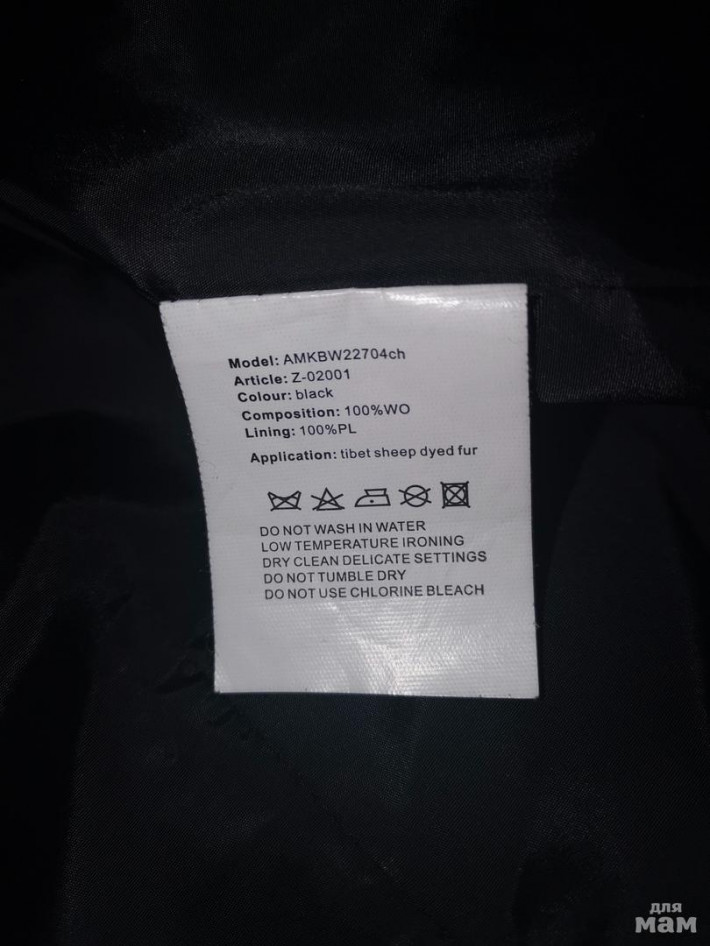 Model: AMKBW22704ch
Article: Z-02001
Colour: black
Composition: 100%WO
Lining: 100%PL
Application: tibet sheep dyed fur
DO NOT WASH IN WATER
LOW TEMPERATURE IRONING
DRY CLEAN DELICATE SETTINGS
DO NOT TUMBLE DRY
DO NOT USE CHLORINE BLEACH
для
мам